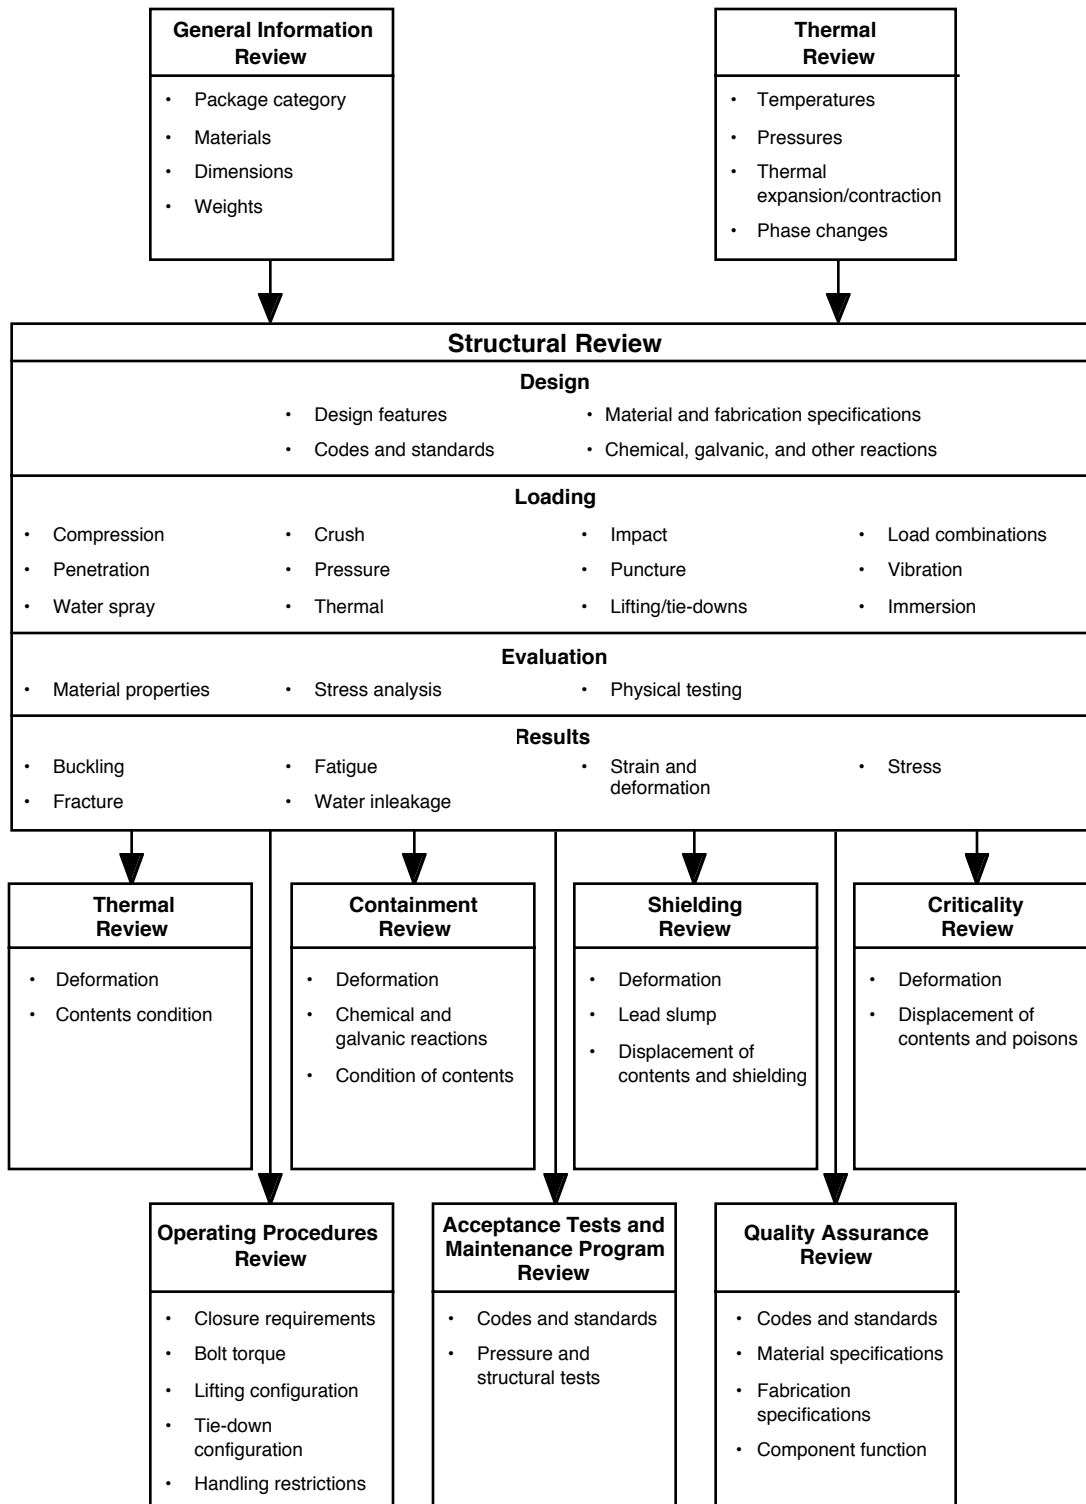 General Information
Review
• Package category
• Materials
• Dimensions
• Weights
Thermal
Review
• Temperatures
• Pressures
• Thermal
expansion/contraction
• Phase changes
Structural Review
Design
• Design features
• Material and fabrication specifications
• Codes and standards
• Chemical, galvanic, and other reactions
Loading
• Compression
• Crush
• Impact
• Load combinations
• Penetration
• Pressure
• Puncture
• Vibration
• Water spray
• Thermal
• Lifting/tie-downs
• Immersion
Evaluation
• Material properties
• Stress analysis
• Physical testing
Results
• Buckling
• Fatigue
• Strain and
deformation
• Stress
• Fracture
• Water inleakage
Thermal
Review
• Deformation
• Contents condition
Containment
Review
• Deformation
• Chemical and
galvanic reactions
• Condition of contents
Shielding
Review
• Deformation
• Lead slump
• Displacement of
contents and shielding
Criticality
Review
• Deformation
• Displacement of
contents and poisons
Operating Procedures
Review
• Closure requirements
• Bolt torque
• Lifting configuration
• Tie-down
configuration
• Handling restrictions
Acceptance Tests and
Maintenance Program
Review
• Codes and standards
• Pressure and
structural tests
Quality Assurance
Review
• Codes and standards
• Material specifications
• Fabrication
specifications
• Component function